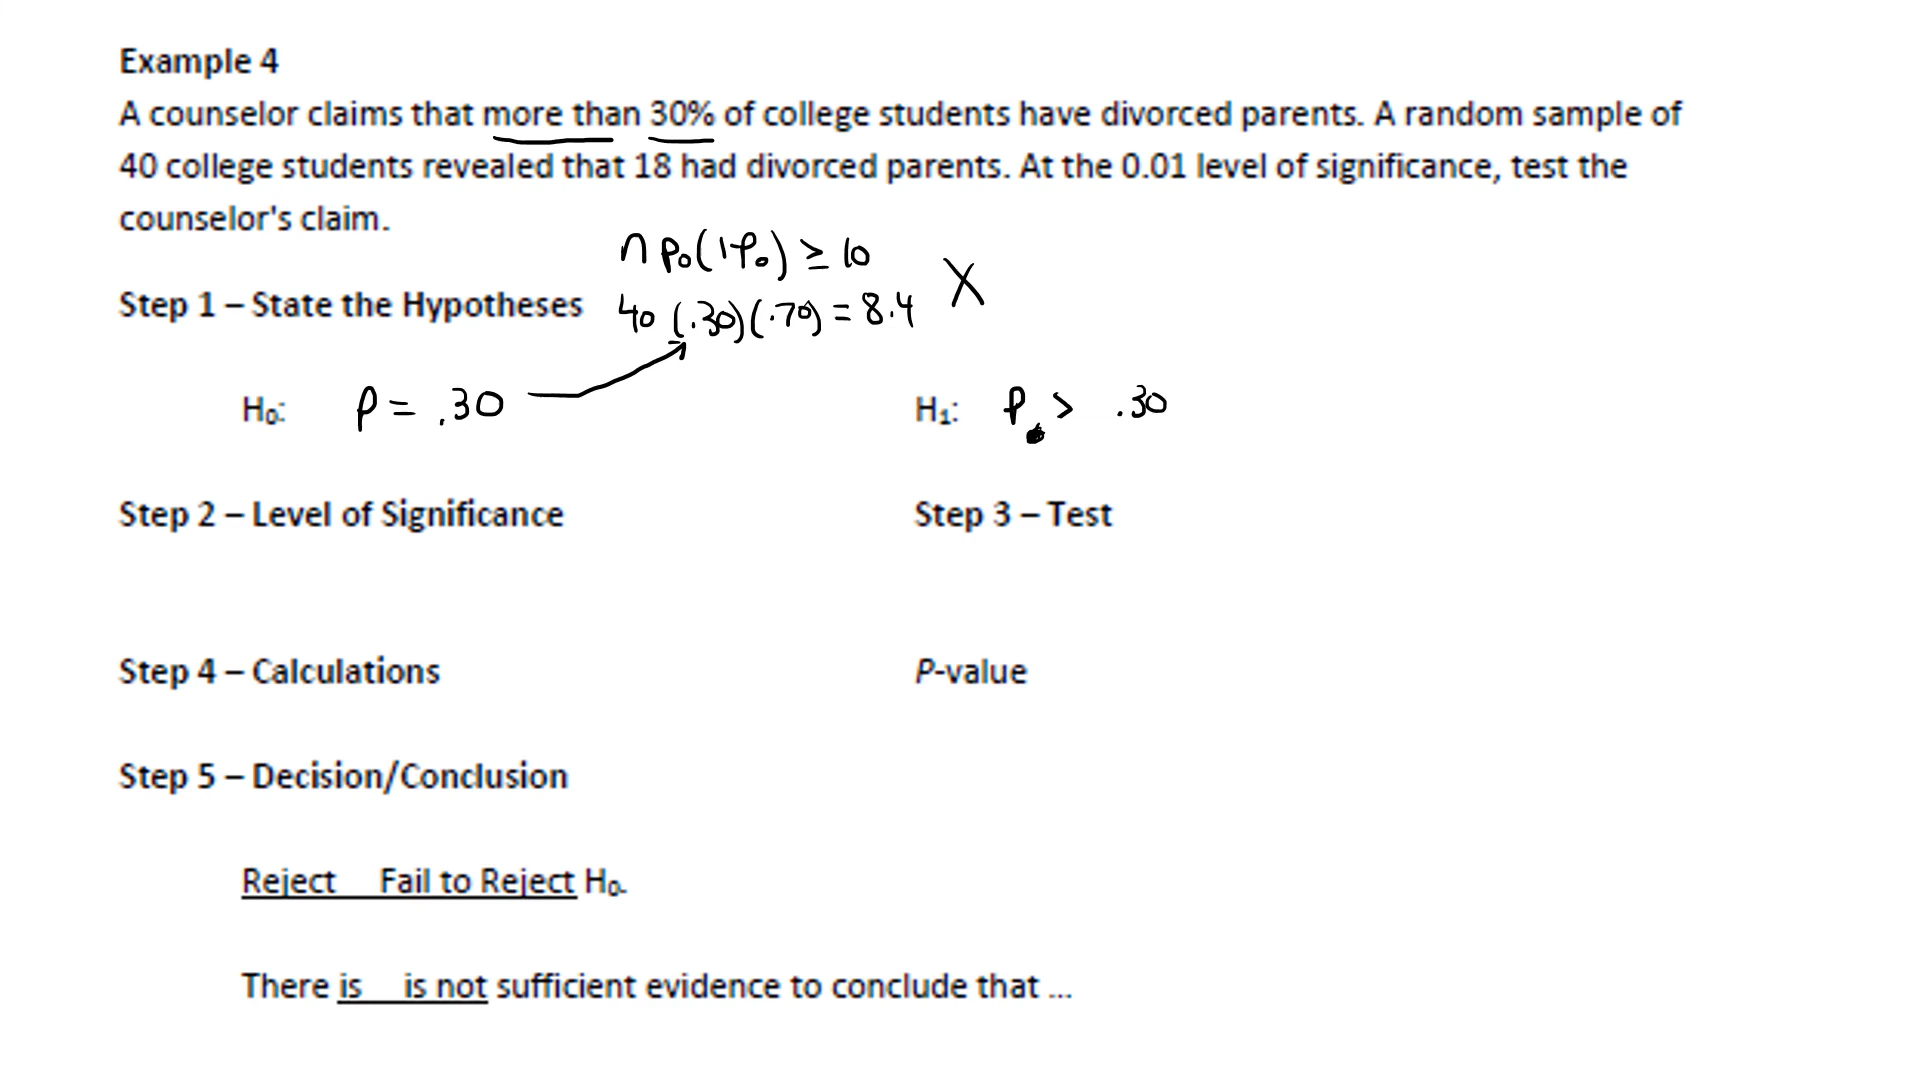 Example 4
A counselor claims that more than 30% of college students have divorced parents. A random sample of
40 college students revealed that 18 had divorced parents. At the 0.01 level of significance, test the
counselor's claim.
n p₀(1-p₀) ≥ 10 X
Step 1 – State the Hypotheses
40 (.30)(.70) = 8.4
H₀: p = .30
H₁: p > .30
Step 2 – Level of Significance
Step 3 – Test
Step 4 – Calculations
P-value
Step 5 – Decision/Conclusion
Reject Fail to Reject H₀.
There is is not sufficient evidence to conclude that ...